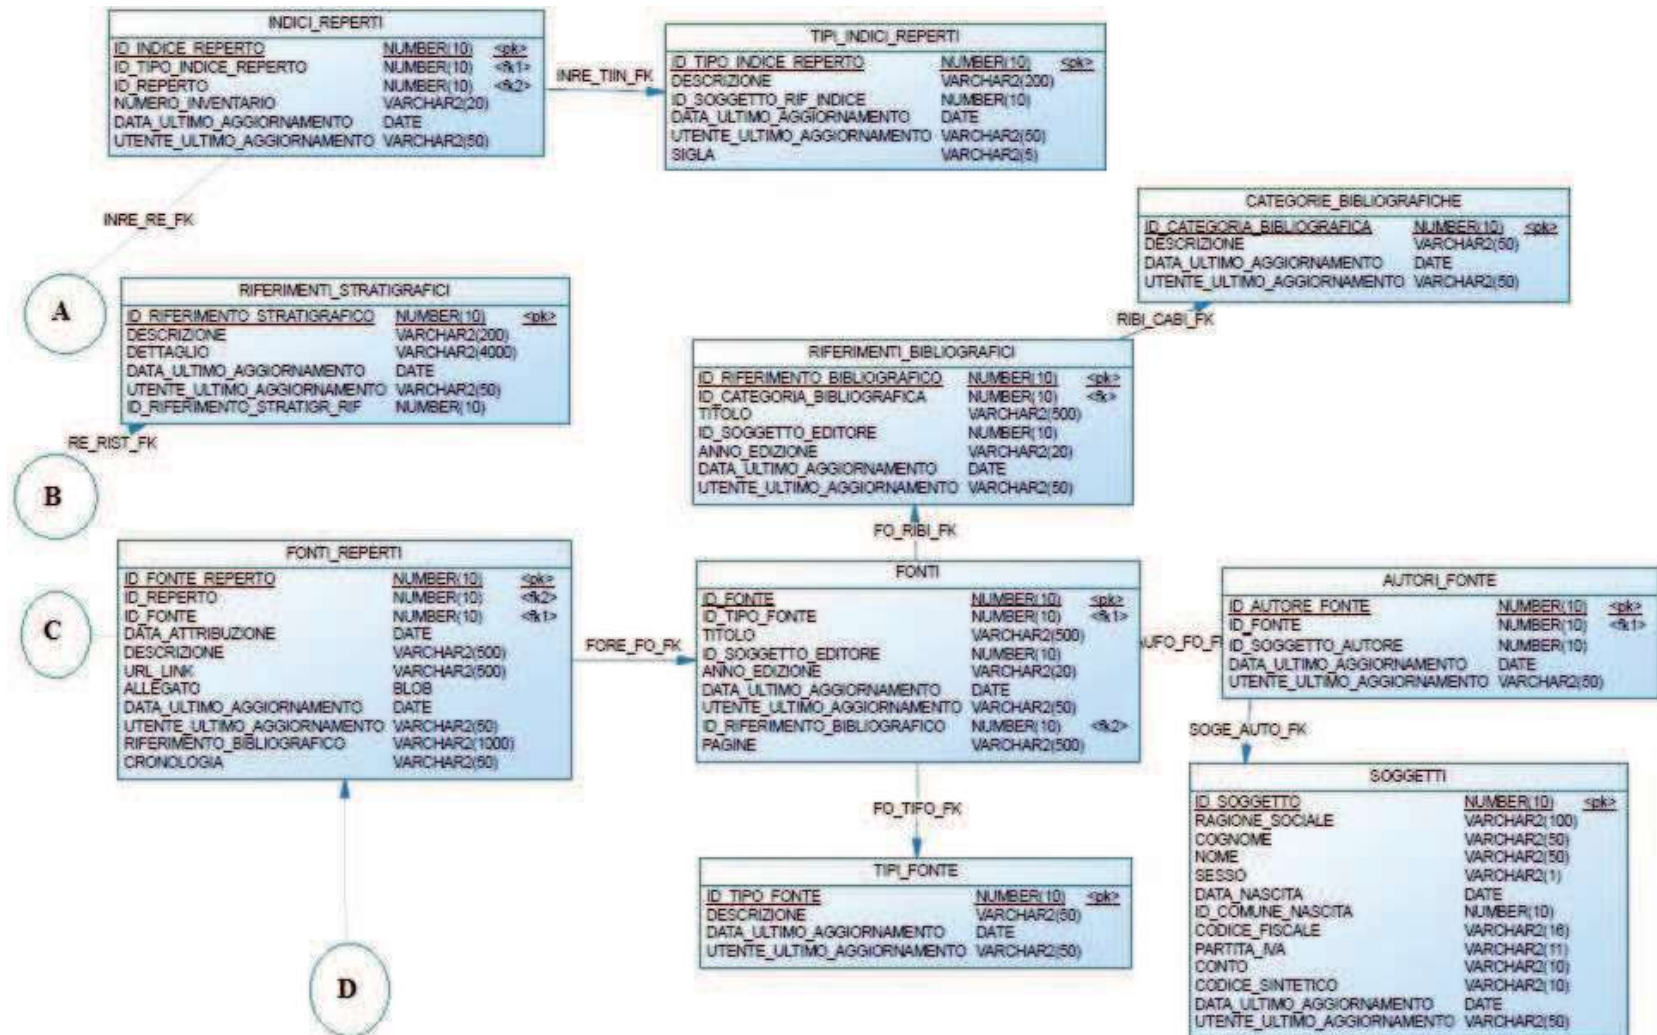 INDICI_REPERTI
ID_INDICE_REPERTO NUMBER(10) <pk>
ID_TIPO_INDICE_REPERTO NUMBER(10) <fk1>
ID_REPERTO NUMBER(10) <fk2>
NUMERO_INVENTARIO VARCHAR2(20)
DATA_ULTIMO_AGGIORNAMENTO DATE
UTENTE_ULTIMO_AGGIORNAMENTO VARCHAR2(50)
INRE_TIIN_FK
TIPI_INDICI_REPERTI
ID_TIPO_INDICE_REPERTO NUMBER(10) <pk>
DESCRIZIONE VARCHAR2(200)
ID_SOGGETTO_RIF_INDICE NUMBER(10)
DATA_ULTIMO_AGGIORNAMENTO DATE
UTENTE_ULTIMO_AGGIORNAMENTO VARCHAR2(50)
SIGLA VARCHAR2(5)
INRE_RE_FK
A
CATEGORIE_BIBLIOGRAFICHE
ID_CATEGORIA_BIBLIOGRAFICA NUMBER(10) <pk>
DESCRIZIONE VARCHAR2(50)
DATA_ULTIMO_AGGIORNAMENTO DATE
UTENTE_ULTIMO_AGGIORNAMENTO VARCHAR2(50)
RIBI_CABI_FK
RIFERIMENTI_STRATIGRAFICI
ID_RIFERIMENTO_STRATIGRAFICO NUMBER(10) <pk>
DESCRIZIONE VARCHAR2(200)
DETTAGLIO VARCHAR2(4000)
DATA_ULTIMO_AGGIORNAMENTO DATE
UTENTE_ULTIMO_AGGIORNAMENTO VARCHAR2(50)
ID_RIFERIMENTO_STRATIGR_RIF NUMBER(10)
RE_RIST_FK
B
RIFERIMENTI_BIBLIOGRAFICI
ID_RIFERIMENTO_BIBLIOGRAFICO NUMBER(10) <pk>
ID_CATEGORIA_BIBLIOGRAFICA NUMBER(10) <fk>
TITOLO VARCHAR2(500)
ID_SOGGETTO_EDITORE NUMBER(10)
ANNO_EDIZIONE VARCHAR2(20)
DATA_ULTIMO_AGGIORNAMENTO DATE
UTENTE_ULTIMO_AGGIORNAMENTO VARCHAR2(50)
FO_RIBI_FK
C
FONTI_REPERTI
ID_FONTE_REPERTO NUMBER(10) <pk>
ID_REPERTO NUMBER(10) <fk2>
ID_FONTE NUMBER(10) <fk1>
DATA_ATTRIBUZIONE DATE
DESCRIZIONE VARCHAR2(500)
URL_LINK VARCHAR2(500)
ALLEGATO BLOB
DATA_ULTIMO_AGGIORNAMENTO DATE
UTENTE_ULTIMO_AGGIORNAMENTO VARCHAR2(50)
RIFERIMENTO_BIBLIOGRAFICO VARCHAR2(1000)
CRONOLOGIA VARCHAR2(50)
FORE_FO_FK
FONTI
ID_FONTE NUMBER(10) <pk>
ID_TIPO_FONTE NUMBER(10) <fk1>
TITOLO VARCHAR2(500)
ID_SOGGETTO_EDITORE NUMBER(10)
ANNO_EDIZIONE VARCHAR2(20)
DATA_ULTIMO_AGGIORNAMENTO DATE
UTENTE_ULTIMO_AGGIORNAMENTO VARCHAR2(50)
ID_RIFERIMENTO_BIBLIOGRAFICO NUMBER(10) <fk2>
PAGINE VARCHAR2(500)
AUTORI_FONTE
ID_AUTORE_FONTE NUMBER(10) <pk>
ID_FONTE NUMBER(10) <fk1>
ID_SOGGETTO_AUTORE NUMBER(10)
DATA_ULTIMO_AGGIORNAMENTO DATE
UTENTE_ULTIMO_AGGIORNAMENTO VARCHAR2(50)
SOGE_AUTO_FK
FO_TIFO_FK
TIPI_FONTE
ID_TIPO_FONTE NUMBER(10) <pk>
DESCRIZIONE VARCHAR2(50)
DATA_ULTIMO_AGGIORNAMENTO DATE
UTENTE_ULTIMO_AGGIORNAMENTO VARCHAR2(50)
SOGGETTI
ID_SOGGETTO NUMBER(10) <pk>
RAGIONE_SOCIALE VARCHAR2(100)
COGNOME VARCHAR2(50)
NOME VARCHAR2(50)
SESSO VARCHAR2(1)
DATA_NASCITA DATE
ID_COMUNE_NASCITA NUMBER(10)
CODICE_FISCALE VARCHAR2(16)
PARTITA_IVA VARCHAR2(11)
CONTO VARCHAR2(10)
CODICE_SINTETICO VARCHAR2(10)
DATA_ULTIMO_AGGIORNAMENTO DATE
UTENTE_ULTIMO_AGGIORNAMENTO VARCHAR2(50)
D